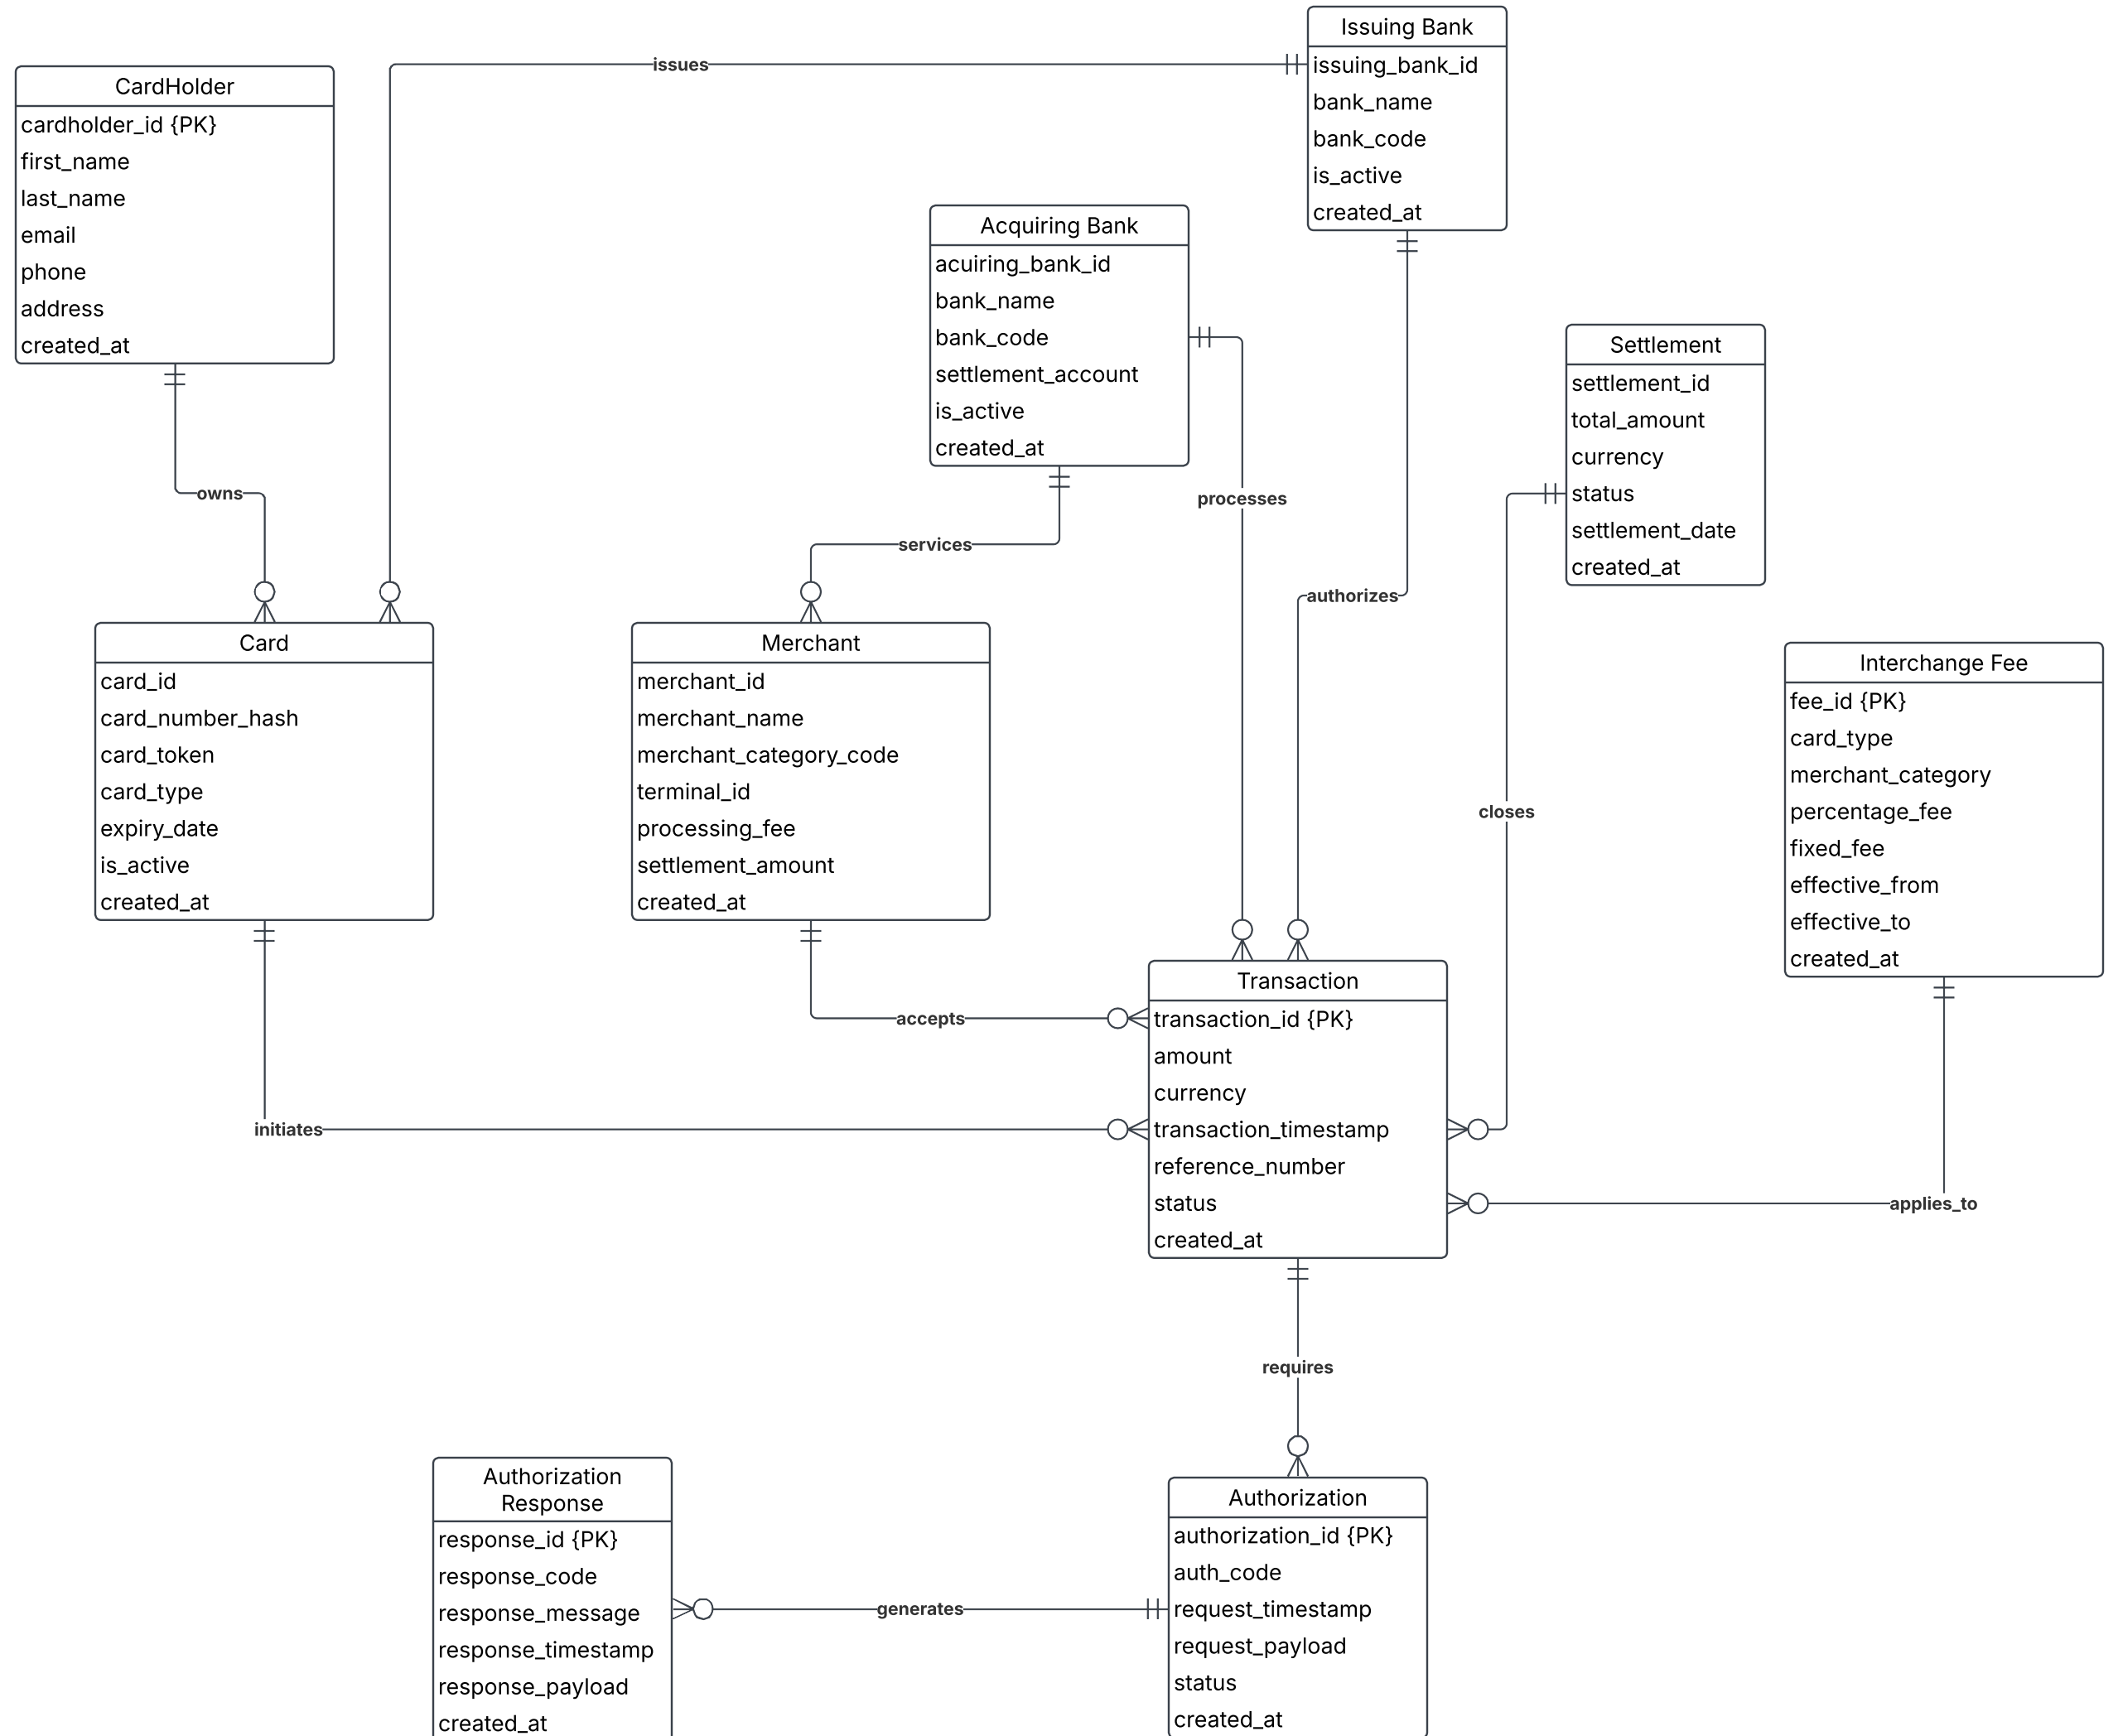 Issuing Bank
issuing_bank_id
bank_name
bank_code
is_active
created_at
issues
CardHolder
cardholder_id {PK}
first_name
last_name
email
phone
address
created_at
Acquiring Bank
acuiring_bank_id
bank_name
bank_code
settlement_account
is_active
created_at
Settlement
settlement_id
total_amount
currency
status
settlement_date
created_at
owns
processes
services
authorizes
Card
card_id
card_number_hash
card_token
card_type
expiry_date
is_active
created_at
Merchant
merchant_id
merchant_name
merchant_category_code
terminal_id
processing_fee
settlement_amount
created_at
closes
Interchange Fee
fee_id {PK}
card_type
merchant_category
percentage_fee
fixed_fee
effective_from
effective_to
created_at
Transaction
transaction_id {PK}
amount
currency
transaction_timestamp
reference_number
status
created_at
accepts
initiates
applies_to
requires
Authorization
Response
response_id {PK}
response_code
response_message
response_timestamp
response_payload
created_at
generates
Authorization
authorization_id {PK}
auth_code
request_timestamp
request_payload
status
created_at